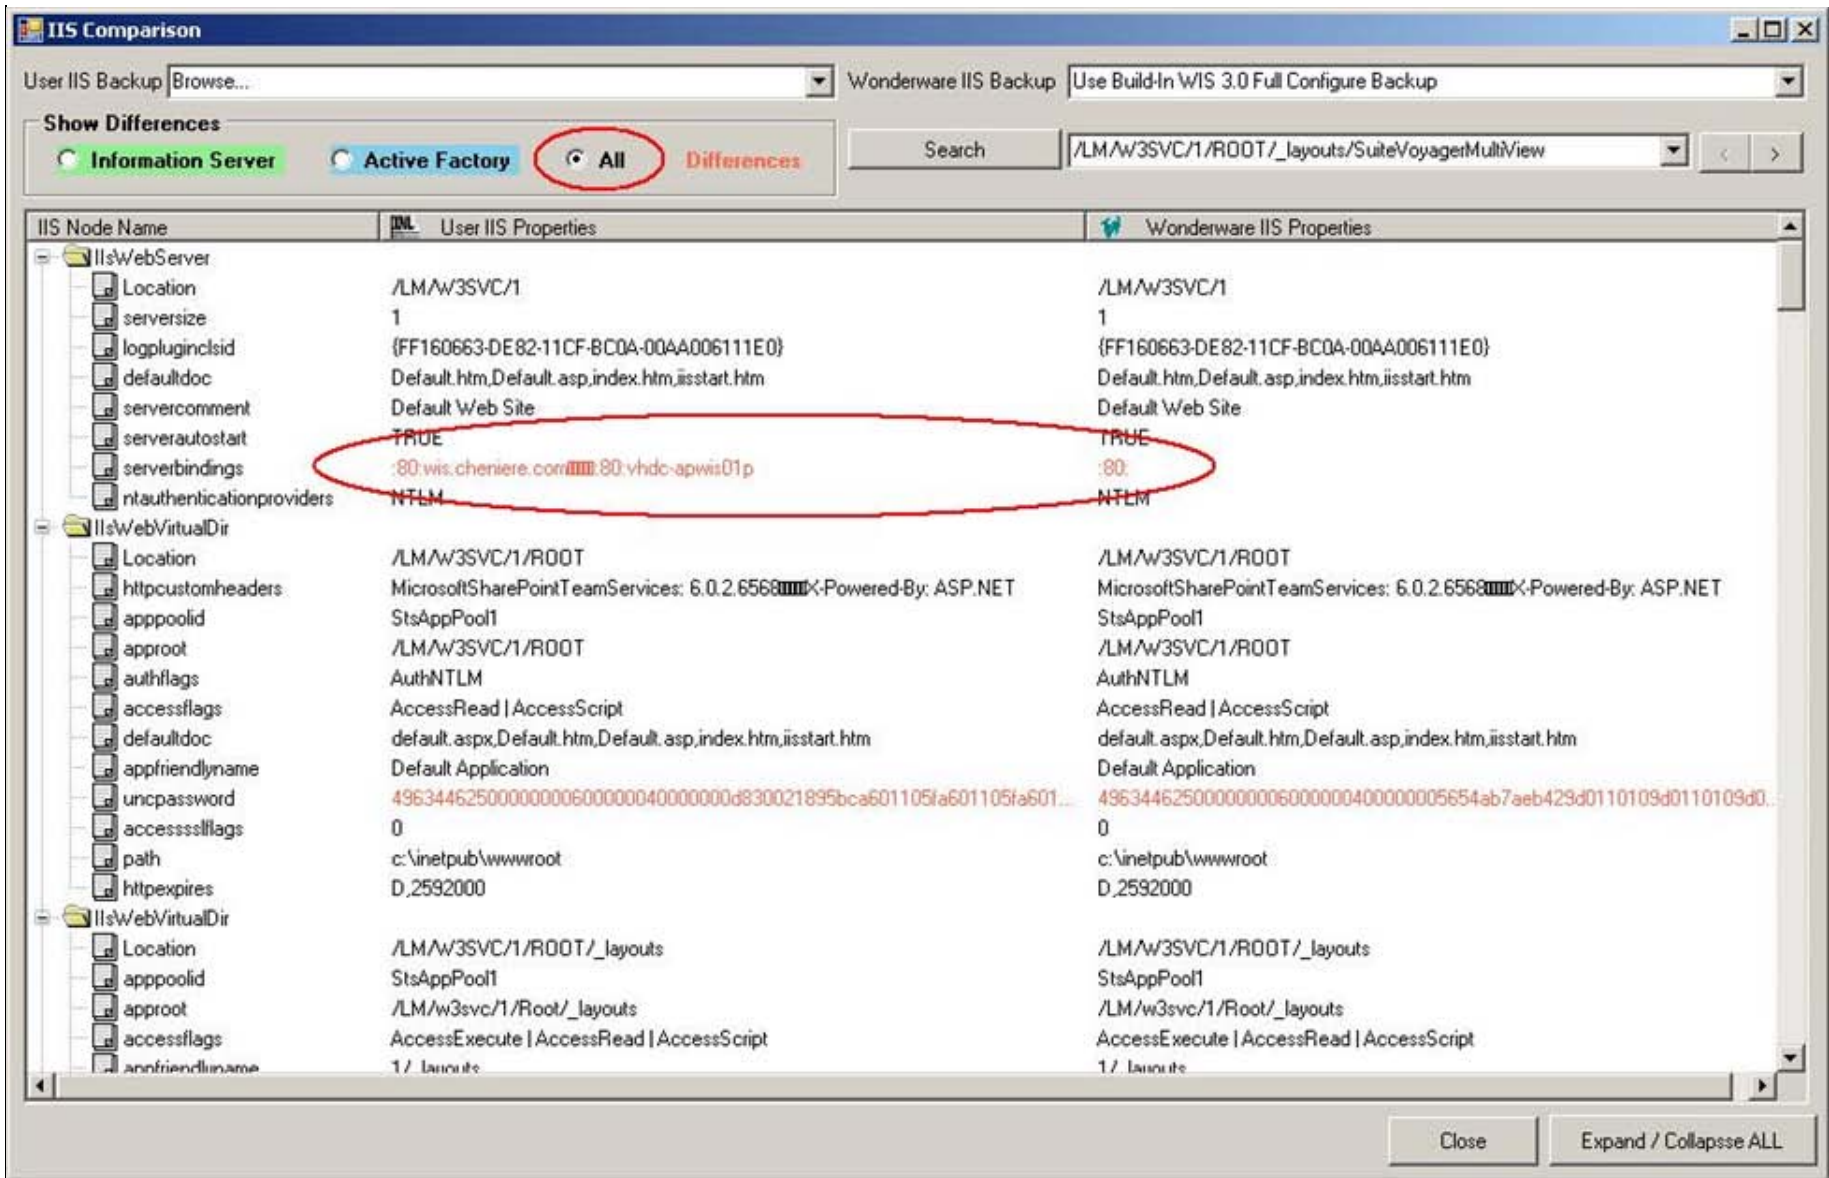 IIS Comparison
User IIS Backup Browse... Wonderware IIS Backup Use Build-In WIS 3.0 Full Configure Backup
Show Differences
Information Server Active Factory All Differences Search /LM/W3SVC/1/ROOT/_layouts/SuiteVoyagerMultiView < >
IIS Node Name XML User IIS Properties Wonderware IIS Properties
IIsWebServer
Location /LM/W3SVC/1 /LM/W3SVC/1
serversize 1 1
logpluginclsid {FF160663-DE82-11CF-BC0A-00AA006111E0} {FF160663-DE82-11CF-BC0A-00AA006111E0}
defaultdoc Default.htm,Default.asp,index.htm,iisstart.htm Default.htm,Default.asp,index.htm,iisstart.htm
servercomment Default Web Site Default Web Site
serverautostart TRUE TRUE
serverbindings :80:wis.cheniere.com :80:vhdc-apwis01p :80:
ntauthenticationproviders NTLM NTLM
IIsWebVirtualDir
Location /LM/W3SVC/1/ROOT /LM/W3SVC/1/ROOT
httpcustomheaders MicrosoftSharePointTeamServices: 6.0.2.6568 X-Powered-By: ASP.NET MicrosoftSharePointTeamServices: 6.0.2.6568 X-Powered-By: ASP.NET
apppoolid StsAppPool1 StsAppPool1
approot /LM/W3SVC/1/ROOT /LM/W3SVC/1/ROOT
authflags AuthNTLM AuthNTLM
accessflags AccessRead | AccessScript AccessRead | AccessScript
defaultdoc default.aspx,Default.htm,Default.asp,index.htm,iisstart.htm default.aspx,Default.htm,Default.asp,index.htm,iisstart.htm
appfriendlyname Default Application Default Application
uncpassword
accesssslflags 0 0
path c:\inetpub\wwwroot c:\inetpub\wwwroot
httpexpires D,2592000 D,2592000
IIsWebVirtualDir
Location /LM/W3SVC/1/ROOT/_layouts /LM/W3SVC/1/ROOT/_layouts
apppoolid StsAppPool1 StsAppPool1
approot /LM/w3svc/1/Root/_layouts /LM/w3svc/1/Root/_layouts
accessflags AccessExecute | AccessRead | AccessScript AccessExecute | AccessRead | AccessScript
appfriendlyname 1/_layouts 1/_layouts
Close Expand / Collapsse ALL